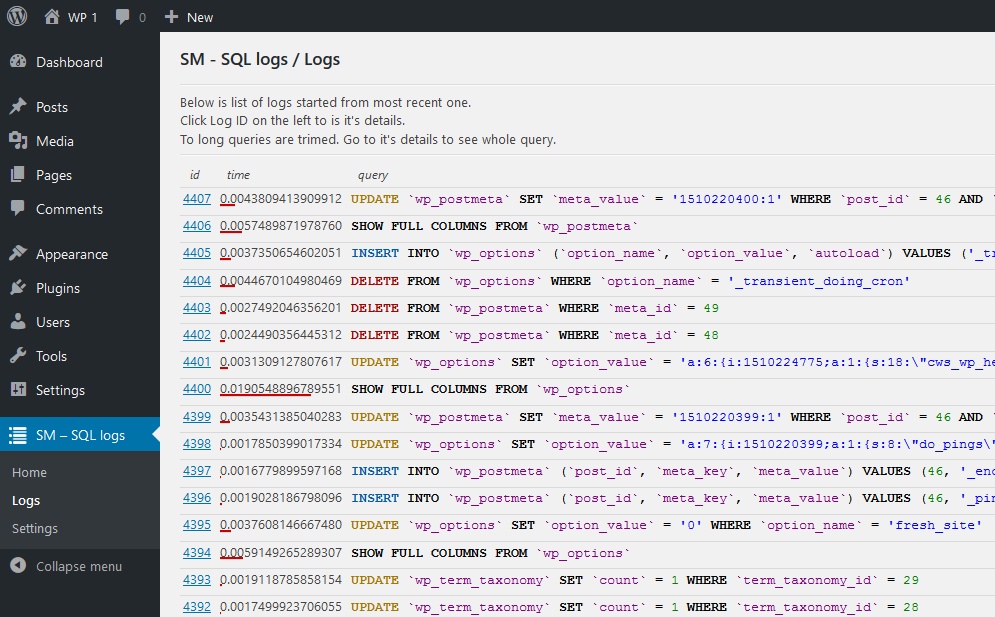 WP 1 0 New
Dashboard
Posts
Media
Pages
Comments
Appearance
Plugins
Users
Tools
Settings
SM – SQL logs
Home
Logs
Settings
Collapse menu
SM - SQL logs / Logs
Below is list of logs started from most recent one.
Click Log ID on the left to is it's details.
To long queries are trimed. Go to it's details to see whole query.
id time query
4407 0.0043809413909912 UPDATE `wp_postmeta` SET `meta_value` = '1510220400:1' WHERE `post_id` = 46 AND `
4406 0.0057489871978760 SHOW FULL COLUMNS FROM `wp_postmeta`
4405 0.0037350654602051 INSERT INTO `wp_options` (`option_name`, `option_value`, `autoload`) VALUES ('_tr
4404 0.0044670104980469 DELETE FROM `wp_options` WHERE `option_name` = '_transient_doing_cron'
4403 0.0027492046356201 DELETE FROM `wp_postmeta` WHERE `meta_id` = 49
4402 0.0024490356445312 DELETE FROM `wp_postmeta` WHERE `meta_id` = 48
4401 0.0031309127807617 UPDATE `wp_options` SET `option_value` = 'a:6:{i:1510224775;a:1:{s:18:\"cws_wp_he
4400 0.0190548896789551 SHOW FULL COLUMNS FROM `wp_options`
4399 0.0035431385040283 UPDATE `wp_postmeta` SET `meta_value` = '1510220399:1' WHERE `post_id` = 46 AND `
4398 0.0017850399017334 UPDATE `wp_options` SET `option_value` = 'a:7:{i:1510220399;a:1:{s:8:\"do_pings\"
4397 0.0016779899597168 INSERT INTO `wp_postmeta` (`post_id`, `meta_key`, `meta_value`) VALUES (46, '_enc
4396 0.0019028186798096 INSERT INTO `wp_postmeta` (`post_id`, `meta_key`, `meta_value`) VALUES (46, '_pin
4395 0.0037608146667480 UPDATE `wp_options` SET `option_value` = '0' WHERE `option_name` = 'fresh_site'
4394 0.0059149265289307 SHOW FULL COLUMNS FROM `wp_options`
4393 0.0019118785858154 UPDATE `wp_term_taxonomy` SET `count` = 1 WHERE `term_taxonomy_id` = 29
4392 0.0017499923706055 UPDATE `wp_term_taxonomy` SET `count` = 1 WHERE `term_taxonomy_id` = 28